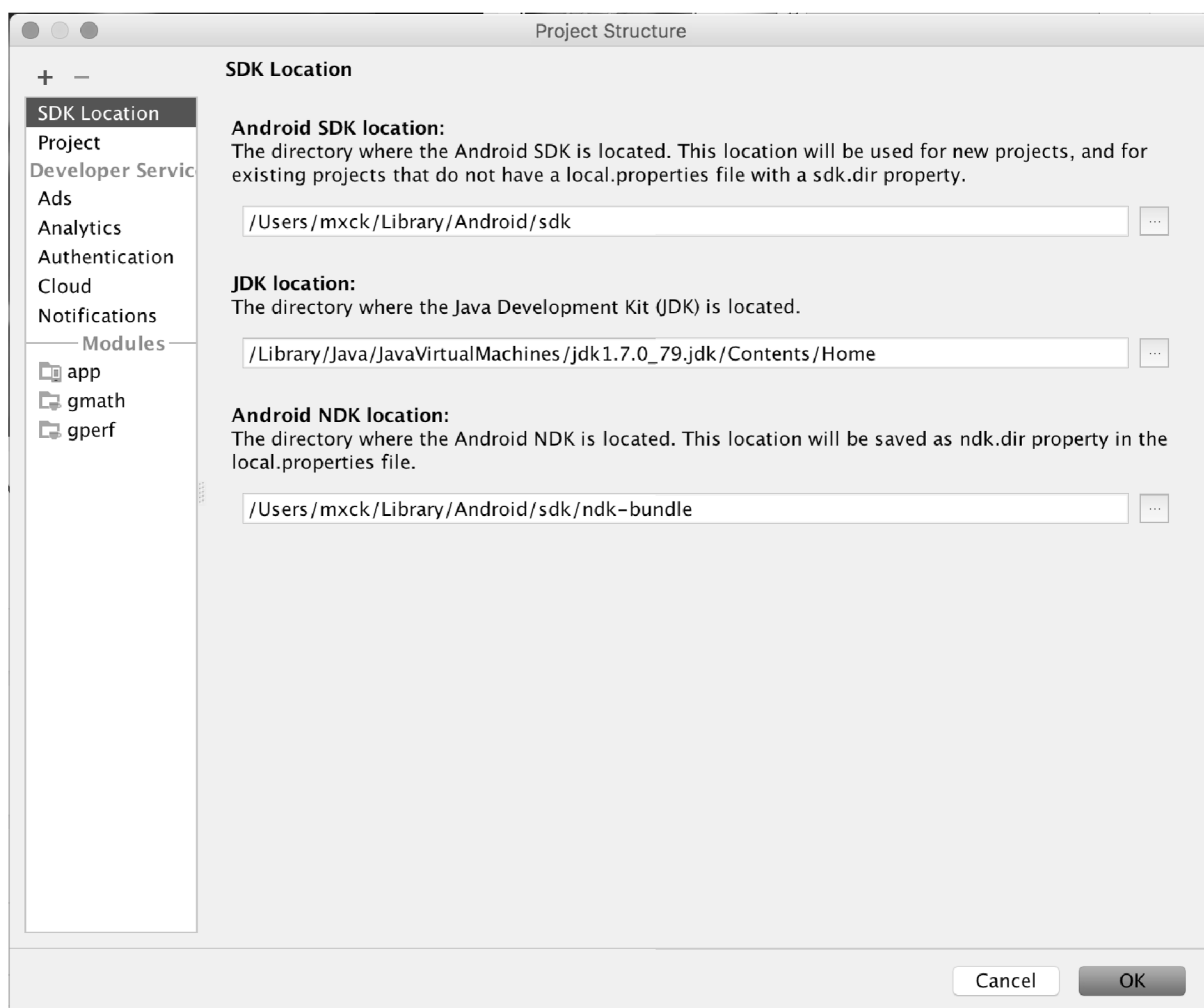 Project Structure
+ −
SDK Location
Project
Developer Servic
Ads
Analytics
Authentication
Cloud
Notifications
Modules
app
gmath
gperf
SDK Location
Android SDK location:
The directory where the Android SDK is located. This location will be used for new projects, and for
existing projects that do not have a local.properties file with a sdk.dir property.
/Users/mxck/Library/Android/sdk
...
JDK location:
The directory where the Java Development Kit (JDK) is located.
/Library/Java/JavaVirtualMachines/jdk1.7.0_79.jdk/Contents/Home
...
Android NDK location:
The directory where the Android NDK is located. This location will be saved as ndk.dir property in the
local.properties file.
/Users/mxck/Library/Android/sdk/ndk-bundle
...
Cancel
OK